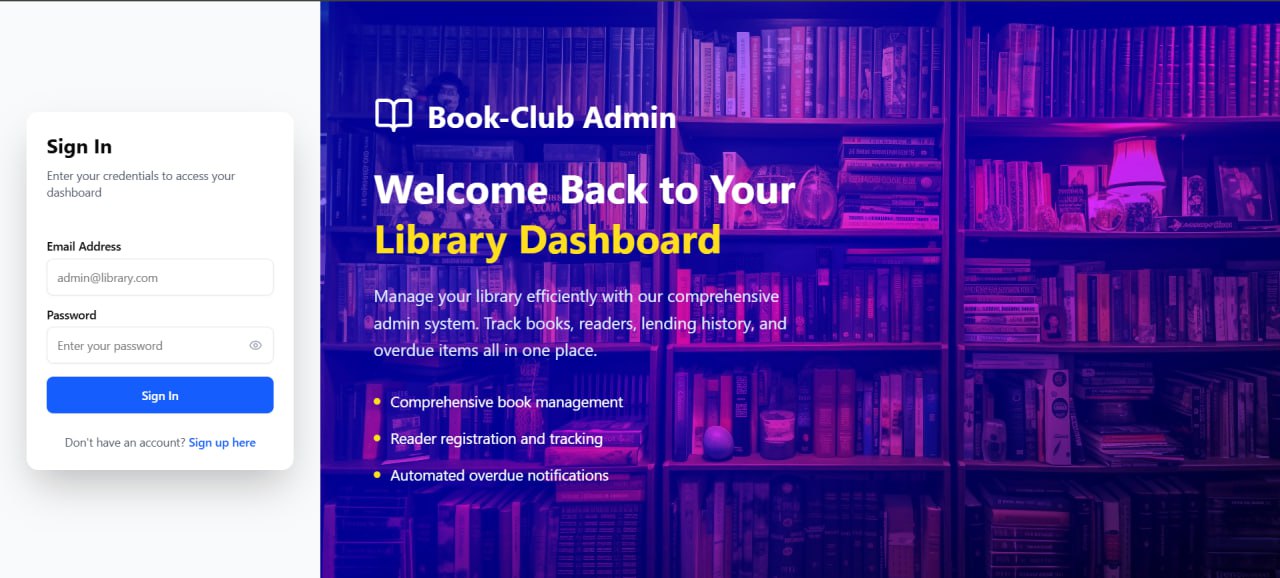 Sign In
Enter your credentials to access your
dashboard
Email Address
admin@library.com
Password
Enter your password
Sign In
Don't have an account? Sign up here
Book-Club Admin
Welcome Back to Your
Library Dashboard
Manage your library efficiently with our comprehensive
admin system. Track books, readers, lending history, and
overdue items all in one place.
Comprehensive book management
Reader registration and tracking
Automated overdue notifications